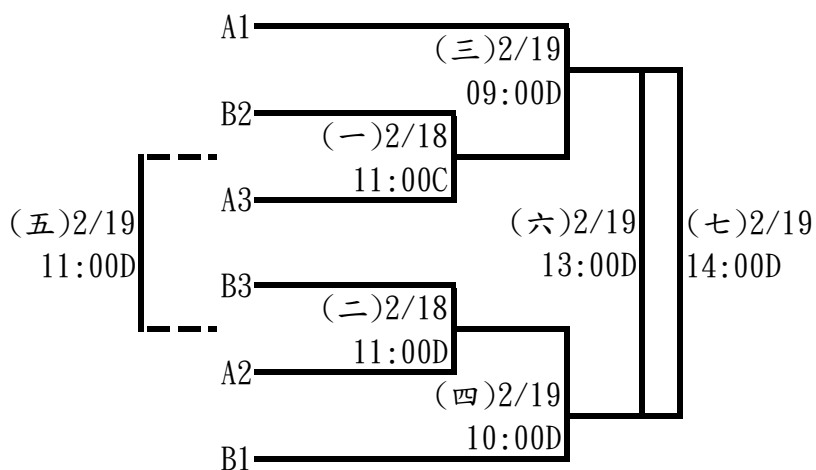 A1
(三)2/19
09:00D
B2
(一)2/18
11:00C
A3
(五)2/19
11:00D
(六)2/19
13:00D
(七)2/19
14:00D
B3
(二)2/18
11:00D
A2
(四)2/19
10:00D
B1